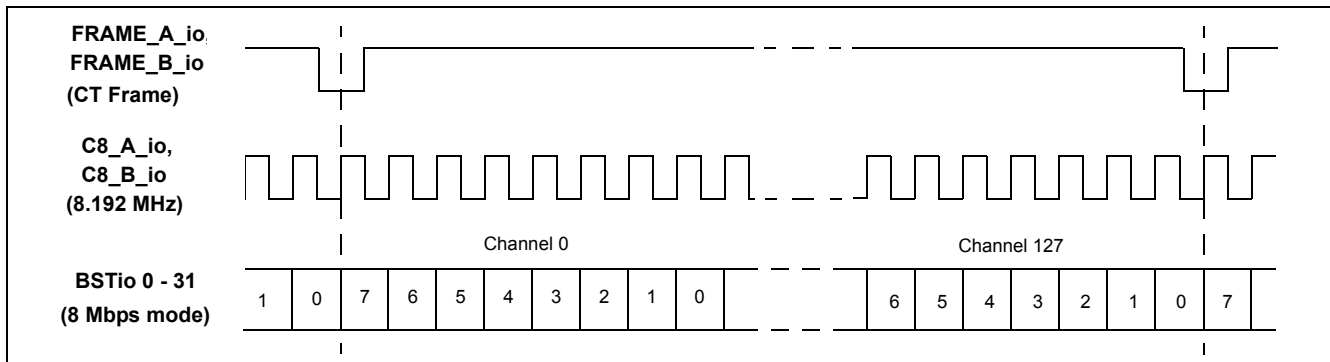 FRAME_A_io,
FRAME_B_io
(CT Frame)
C8_A_io,
C8_B_io
(8.192 MHz)
Channel 0
Channel 127
BSTio 0 - 31
(8 Mbps mode)
1 0 7 6 5 4 3 2 1 0 6 5 4 3 2 1 0 7